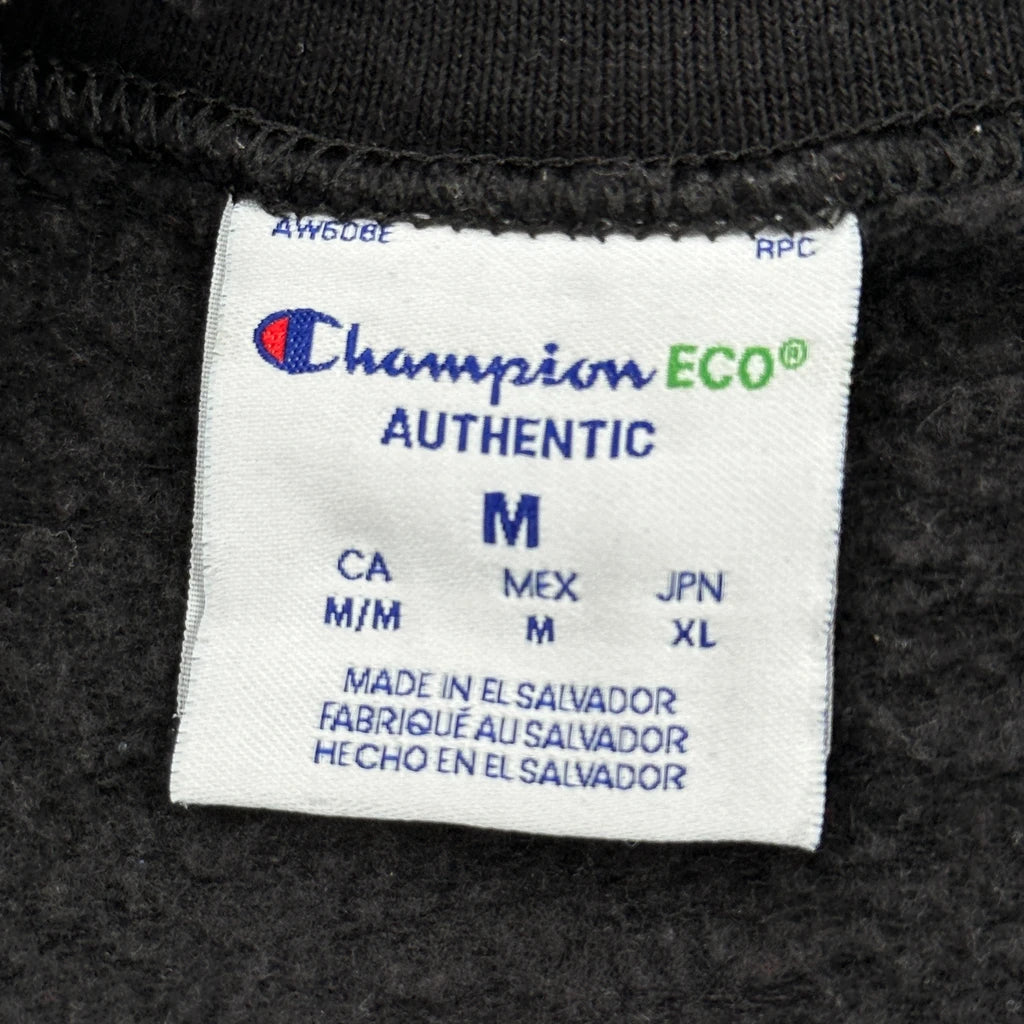 AW608E RPC
Champion ECO®
AUTHENTIC
M
CA MEX JPN
M/M M XL
MADE IN EL SALVADOR
FABRIQUÉ AU SALVADOR
HECHO EN EL SALVADOR